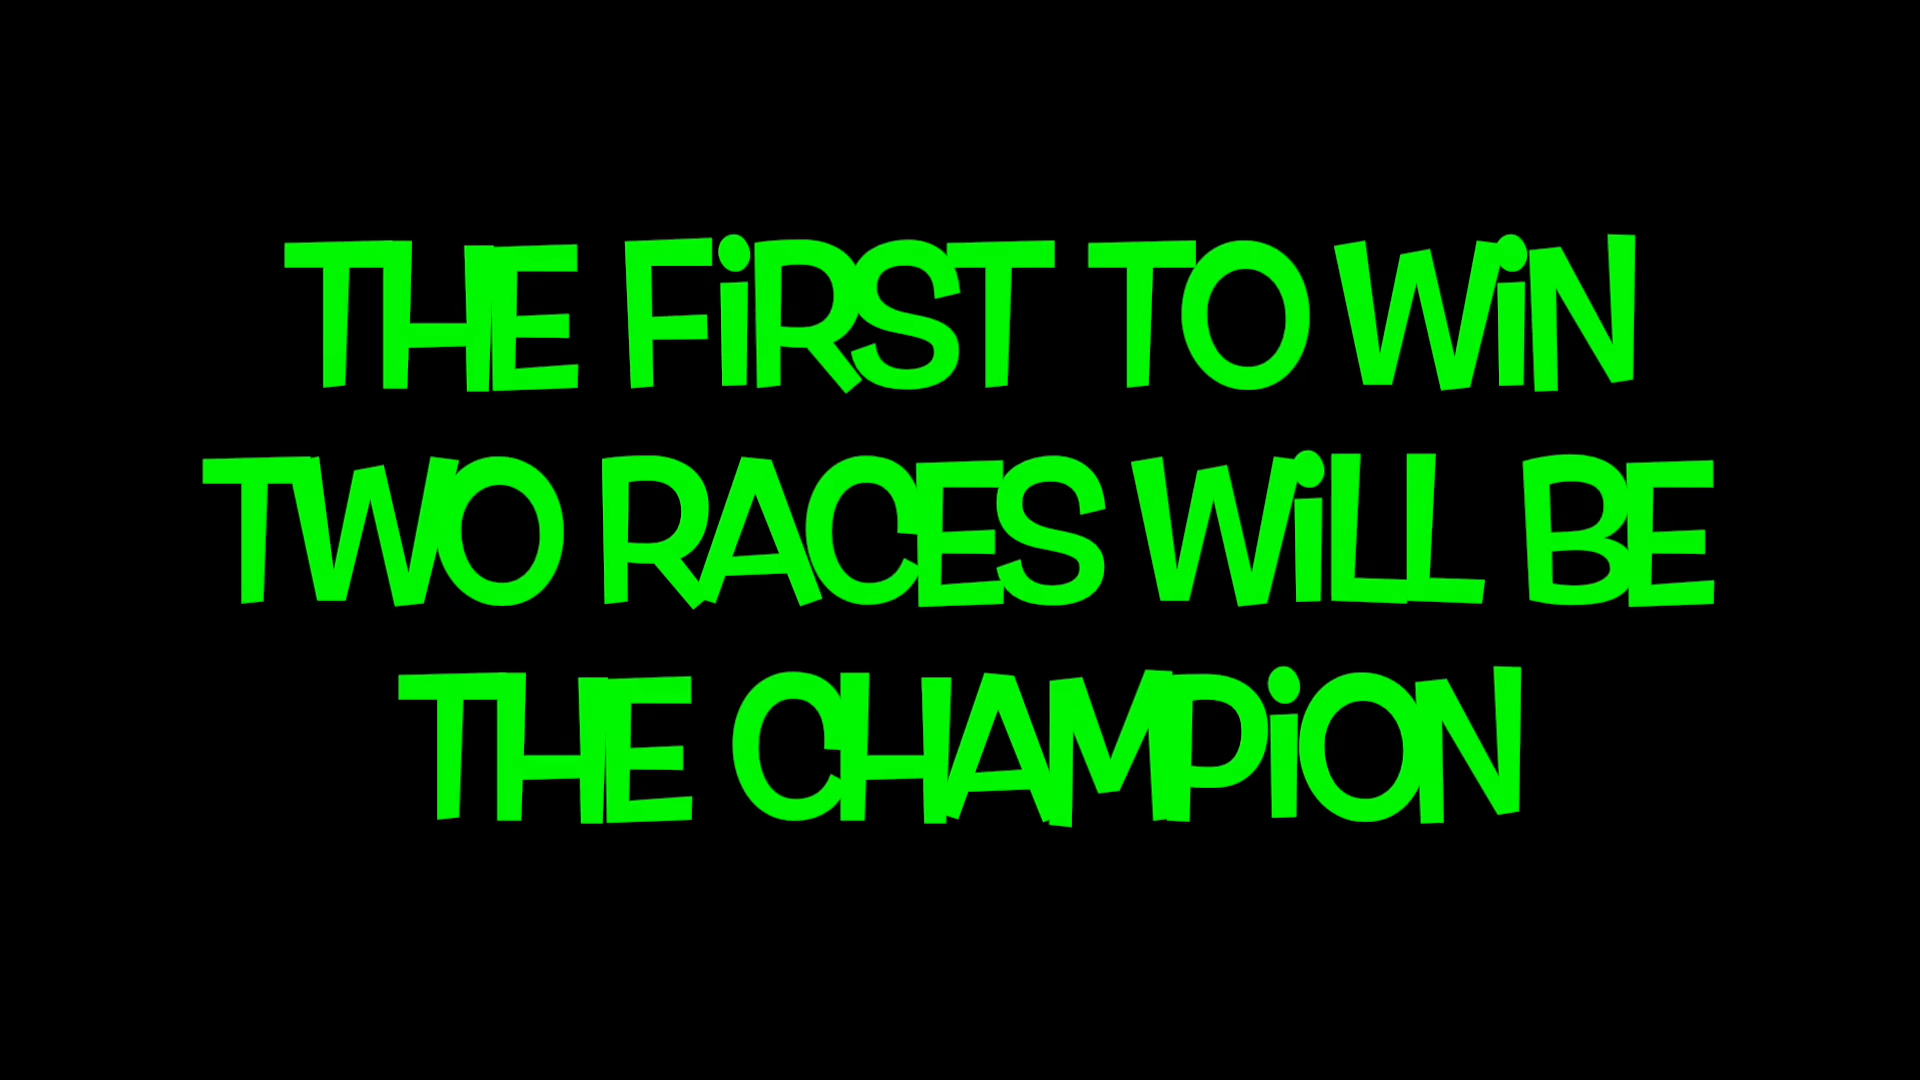 THE FiRST TO WiN
TWO RACES WiLL BE
THE CHAMPiON